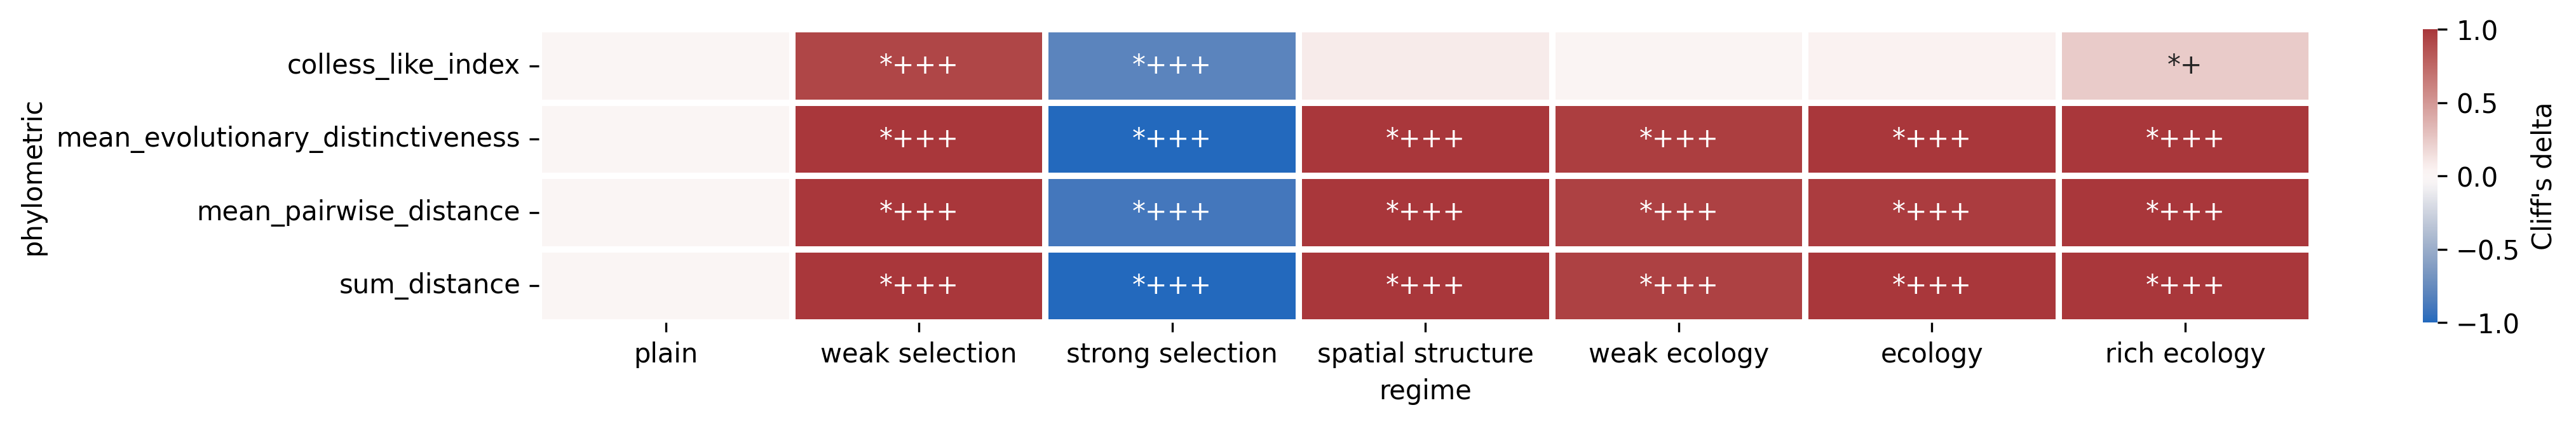 phylometric
colless_like_index *+++ *+++ *+
mean_evolutionary_distinctiveness *+++ *+++ *+++ *+++ *+++ *+++
mean_pairwise_distance *+++ *+++ *+++ *+++ *+++ *+++
sum_distance *+++ *+++ *+++ *+++ *+++ *+++
plain weak selection strong selection spatial structure weak ecology ecology rich ecology
regime
1.0
0.5
0.0
−0.5
−1.0
Cliff's delta